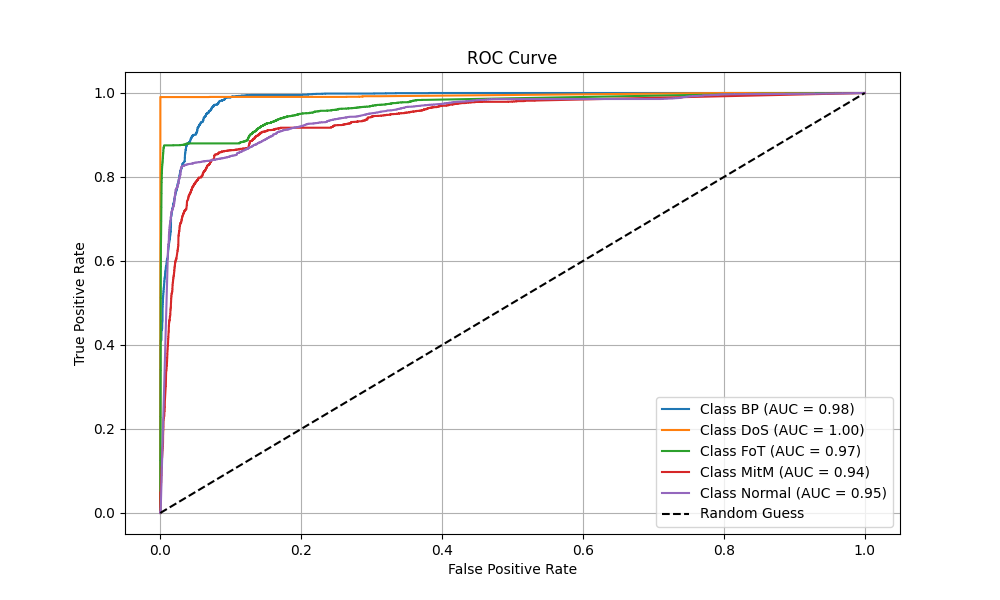 ROC Curve
True Positive Rate
1.0
0.8
0.6
0.4
0.2
0.0
Class BP (AUC = 0.98)
Class DoS (AUC = 1.00)
Class FoT (AUC = 0.97)
Class MitM (AUC = 0.94)
Class Normal (AUC = 0.95)
Random Guess
0.0 0.2 0.4 0.6 0.8 1.0
False Positive Rate